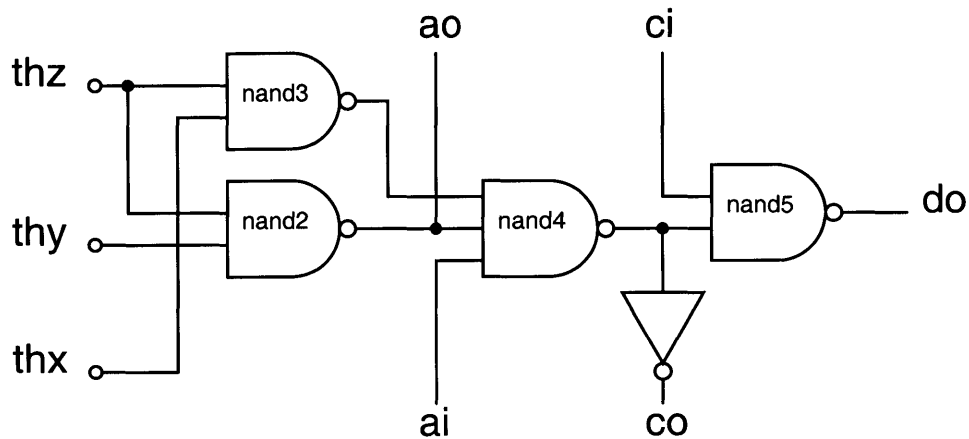 ao
ci
thz
nand3
nand2
nand4
nand5
do
thy
thx
ai
co